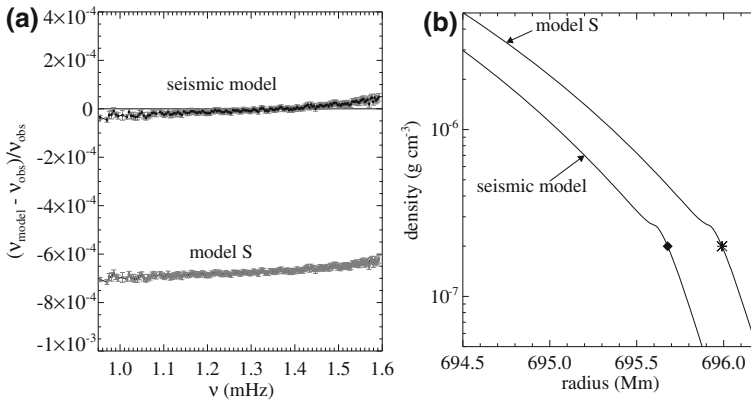 (a)
4×10⁻⁴
2×10⁻⁴
0
-2×10⁻⁴
-4×10⁻⁴
-6×10⁻⁴
-8×10⁻⁴
-1×10⁻³
(ν_model - ν_obs)/ν_obs
seismic model
model S
1.0 1.1 1.2 1.3 1.4 1.5 1.6
ν (mHz)
(b)
model S
seismic model
10⁻⁶
10⁻⁷
density (g cm⁻³)
694.5 695.0 695.5 696.0
radius (Mm)